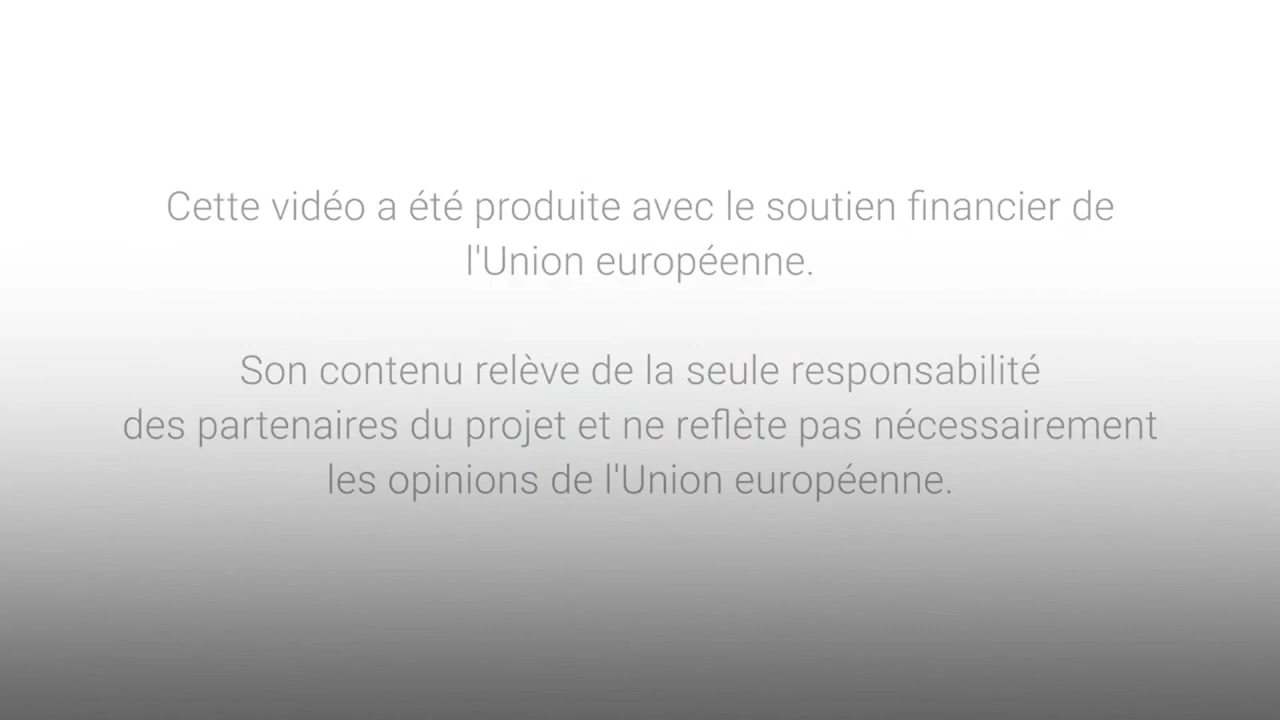 Cette vidéo a été produite avec le soutien financier de
l'Union européenne.
Son contenu relève de la seule responsabilité
des partenaires du projet et ne reflète pas nécessairement
les opinions de l'Union européenne.